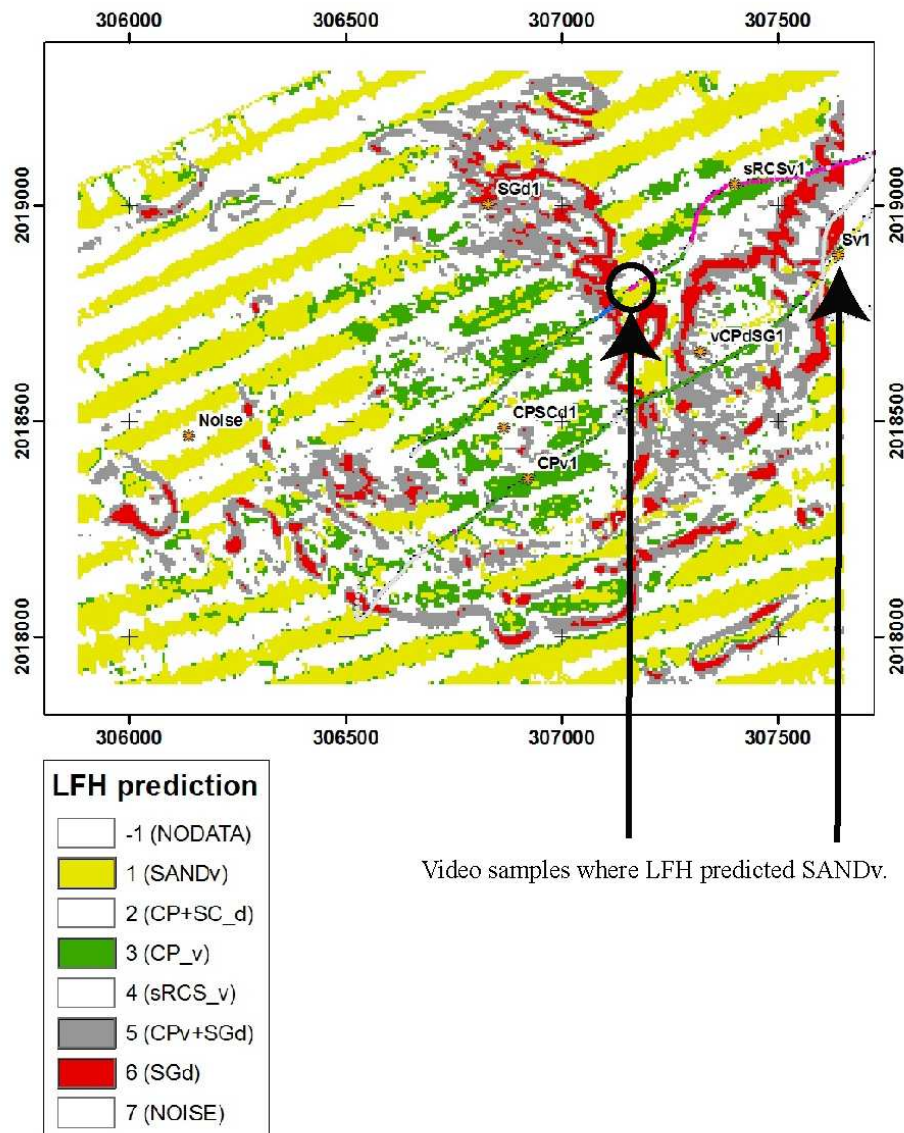 306000 306500 307000 307500
2019000 2019000
2018500 2018500
2018000 2018000
sRCSv1
SGd1
Sv1
vCPdSG1
Noise
CPSCd1
CPv1
306000 306500 307000 307500
Video samples where LFH predicted SANDv.
LFH prediction
-1 (NODATA)
1 (SANDv)
2 (CP+SC_d)
3 (CP_v)
4 (sRCS_v)
5 (CPv+SGd)
6 (SGd)
7 (NOISE)